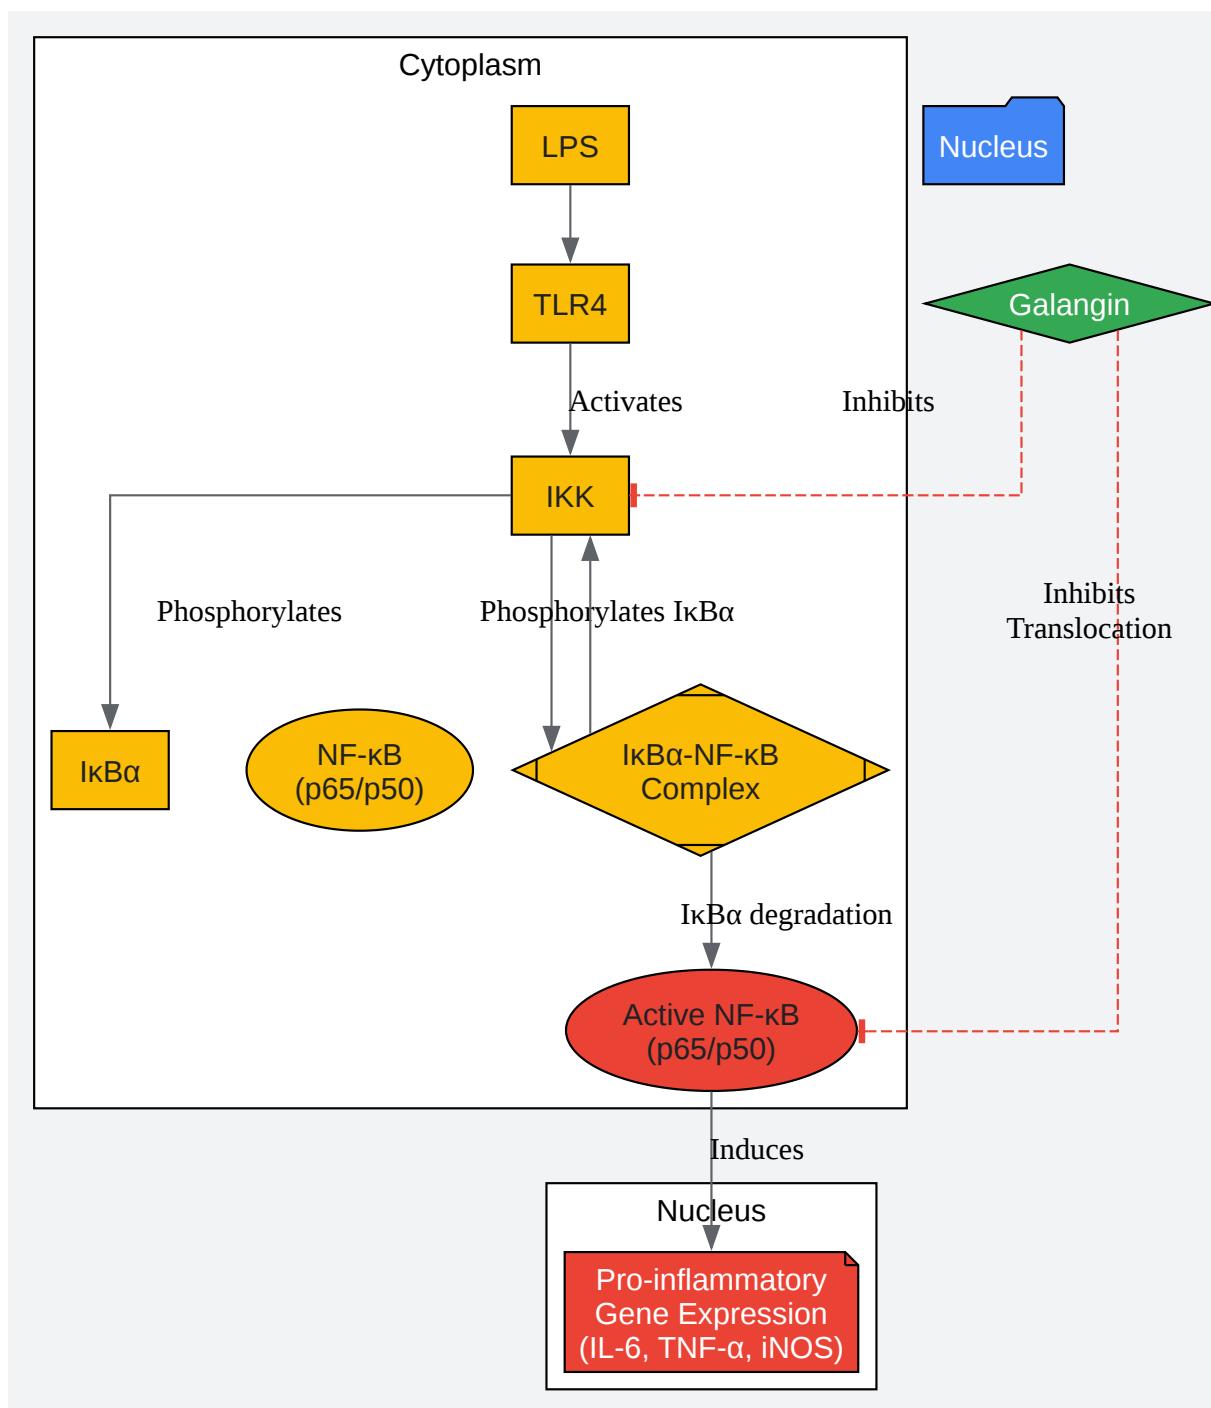 Cytoplasm
LPS
Nucleus
TLR4
Galangin
Activates
Inhibits
IKK
Phosphorylates
Phosphorylates IκBα
Inhibits
Translocation
IκBα
NF-κB
(p65/p50)
IκBα-NF-κB
Complex
IκBα degradation
Active NF-κB
(p65/p50)
Induces
Nucleus
Pro-inflammatory
Gene Expression
(IL-6, TNF-α, iNOS)